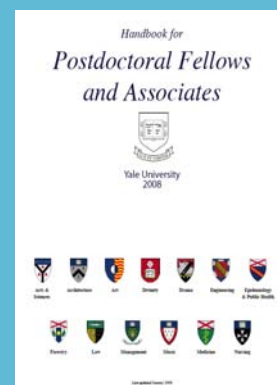 Handbook for
Postdoctoral Fellows
and Associates
Yale University
2008
Arts &
Sciences
Architecture
Art
Divinity
Drama
Engineering
Epidemiology
& Public Health
Forestry
Law
Management
Music
Medicine
Nursing